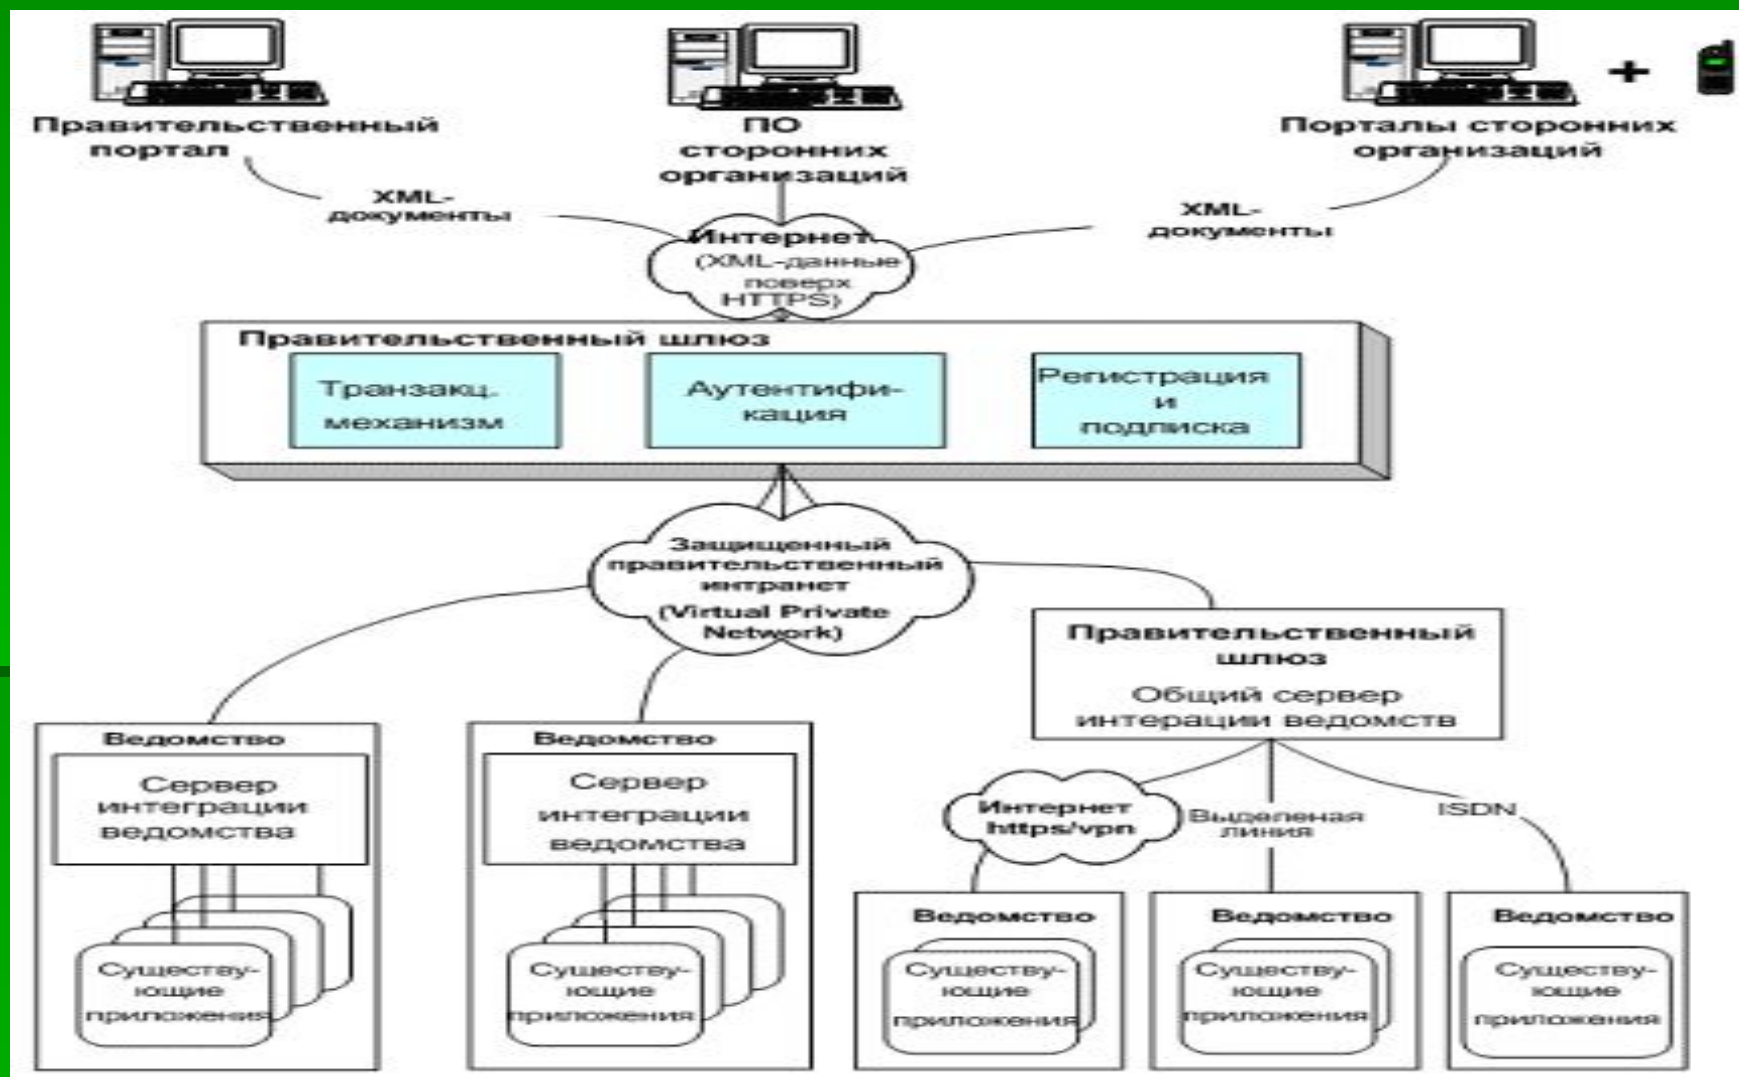 Правительственный
портал
ПО
сторонних
организаций
+
Порталы сторонних
организаций
XML-
документы
XML-
документы
Интернет
(XML-данные
поверх
HTTPS)
Правительственный шлюз
Транзакц.
механизм
Аутентифи-
кация
Регистрация
и
подписка
Защищенный
правительственный
интранет
(Virtual Private
Network)
Правительственный
шлюз
Общий сервер
интерации ведомств
Ведомство
Сервер
интеграции
ведомства
Существу-
ющие
приложения
Ведомство
Сервер
интеграции
ведомства
Существу-
ющие
приложения
Интернет
https/vpn
Выделеная
линия
ISDN
Ведомство
Существу-
ющие
приложения
Ведомство
Существу-
ющие
приложения
Ведомство
Существу-
ющие
приложения